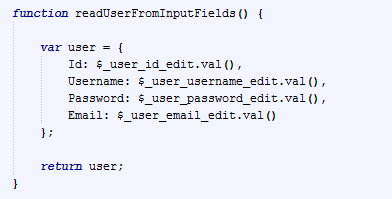 function readUserFromInputFields() {
var user = {
Id: $_user_id_edit.val(),
Username: $_user_username_edit.val(),
Password: $_user_password_edit.val(),
Email: $_user_email_edit.val()
};
return user;
}